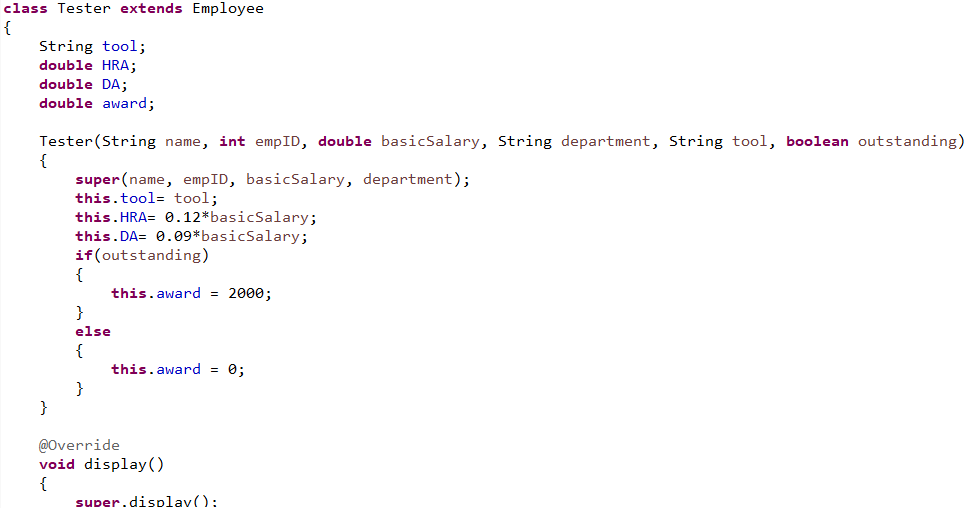 class Tester extends Employee
{
    String tool;
    double HRA;
    double DA;
    double award;

    Tester(String name, int empID, double basicSalary, String department, String tool, boolean outstanding)
    {
        super(name, empID, basicSalary, department);
        this.tool= tool;
        this.HRA= 0.12*basicSalary;
        this.DA= 0.09*basicSalary;
        if(outstanding)
        {
            this.award = 2000;
        }
        else
        {
            this.award = 0;
        }
    }

    @Override
    void display()
    {
        super.display();